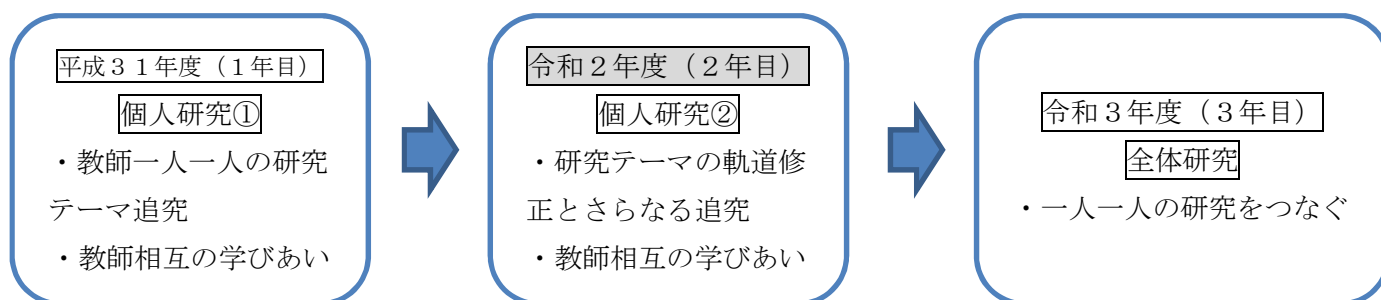 平成３１年度（１年目）
個人研究①
・教師一人一人の研究
テーマ追究
・教師相互の学びあい
令和２年度（２年目）
個人研究②
・研究テーマの軌道修
正とさらなる追究
・教師相互の学びあい
令和３年度（３年目）
全体研究
・一人一人の研究をつなぐ